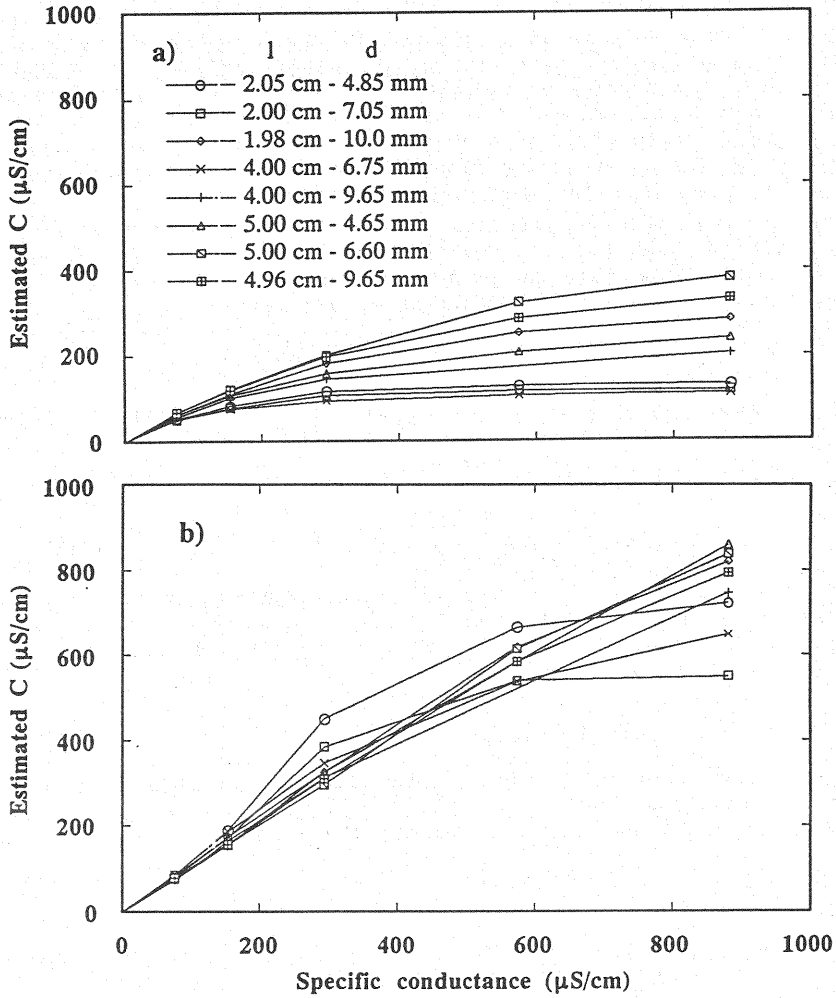 1000
a) l d
2.05 cm - 4.85 mm
800
2.00 cm - 7.05 mm
1.98 cm - 10.0 mm
4.00 cm - 6.75 mm
600
4.00 cm - 9.65 mm
5.00 cm - 4.65 mm
5.00 cm - 6.60 mm
400
4.96 cm - 9.65 mm
200
0
Estimated C (μS/cm)
1000
b)
800
600
400
200
0
Estimated C (μS/cm)
0 200 400 600 800 1000
Specific conductance (μS/cm)